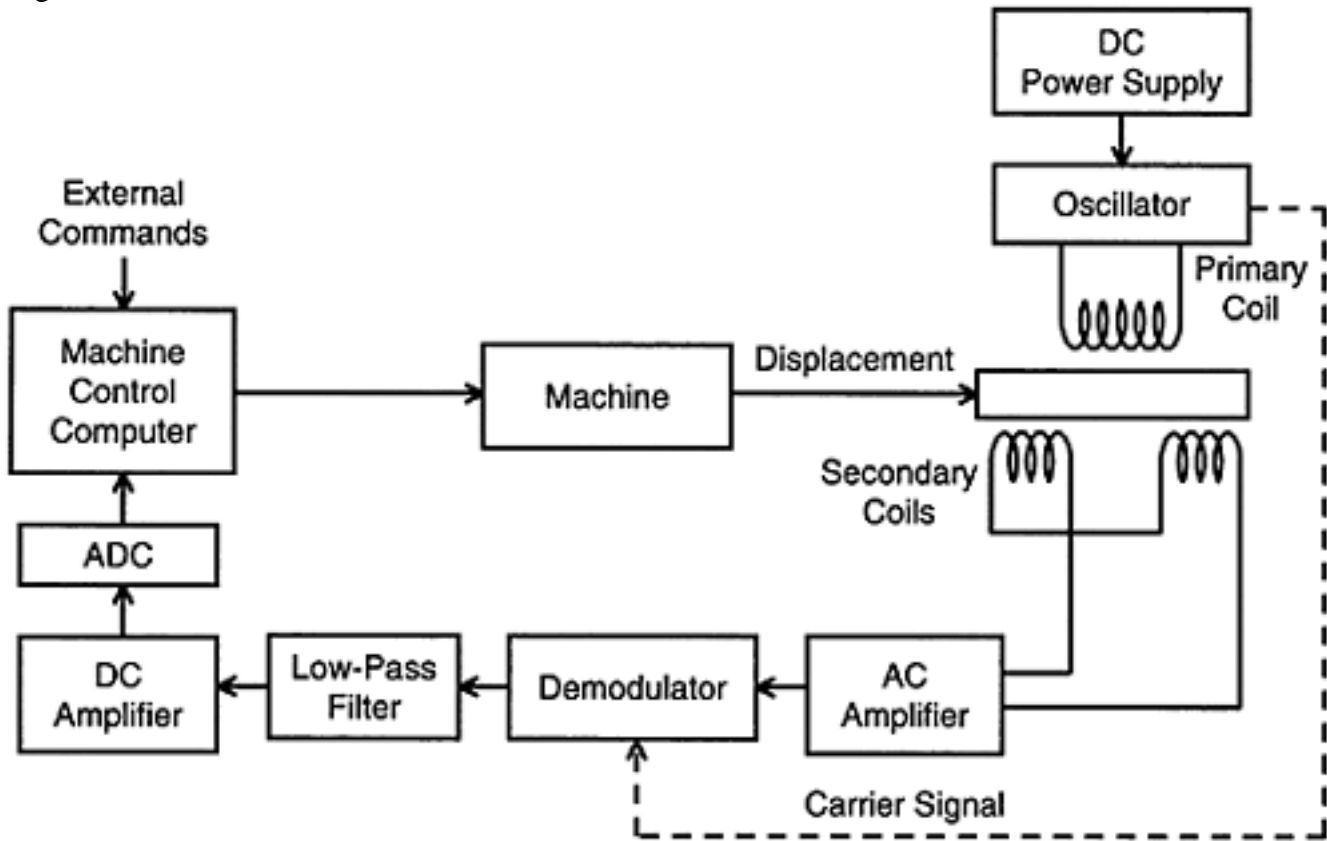 DC
Power Supply
External
Commands
Oscillator
Primary
Coil
Machine
Control
Computer
Machine
Displacement
Secondary
Coils
ADC
DC
Amplifier
Low-Pass
Filter
Demodulator
AC
Amplifier
Carrier Signal